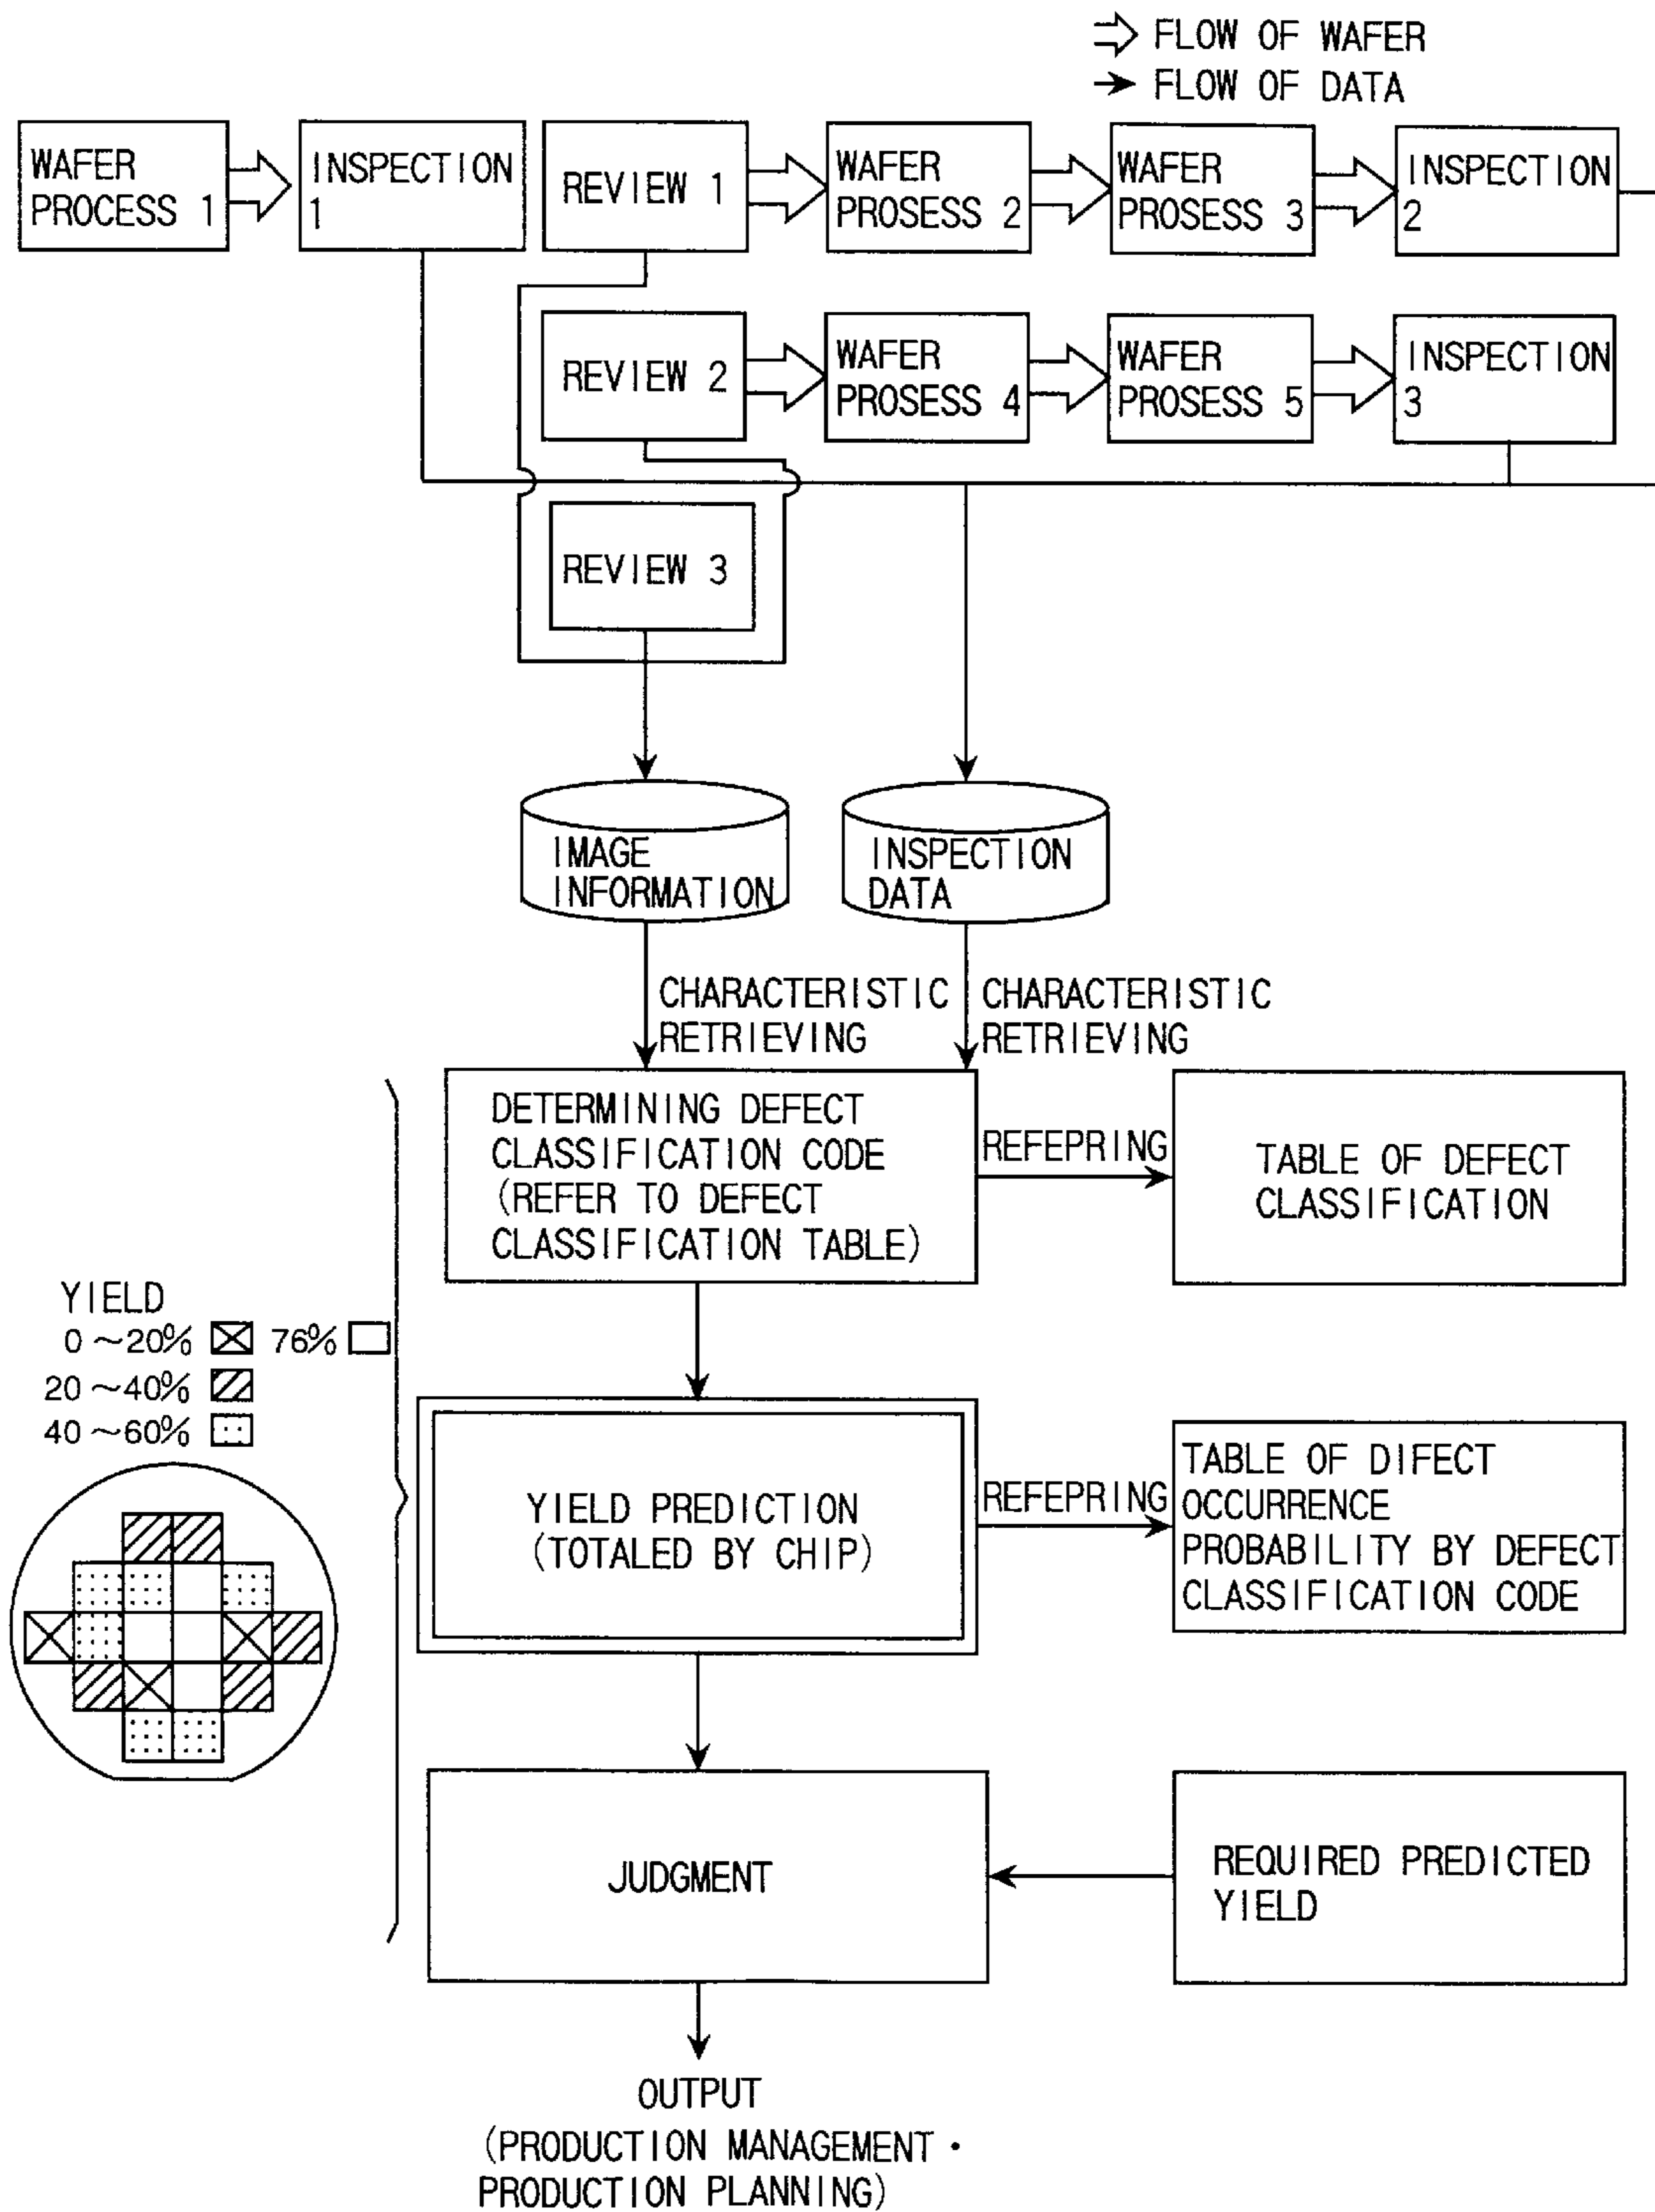 FLOW OF WAFER
FLOW OF DATA
WAFER
PROCESS 1
INSPECTION
1
REVIEW 1
WAFER
PROSESS 2
WAFER
PROSESS 3
INSPECTION
2
REVIEW 2
WAFER
PROSESS 4
WAFER
PROSESS 5
INSPECTION
3
REVIEW 3
IMAGE
INFORMATION
INSPECTION
DATA
CHARACTERISTIC
RETRIEVING
CHARACTERISTIC
RETRIEVING
DETERMINING DEFECT
CLASSIFICATION CODE
(REFER TO DEFECT
CLASSIFICATION TABLE)
REFEPRING
TABLE OF DEFECT
CLASSIFICATION
YIELD
0 ~20% 76%
20 ~40%
40 ~60%
YIELD PREDICTION
(TOTALED BY CHIP)
REFEPRING
TABLE OF DIFECT
OCCURRENCE
PROBABILITY BY DEFECT
CLASSIFICATION CODE
JUDGMENT
REQUIRED PREDICTED
YIELD
OUTPUT
(PRODUCTION MANAGEMENT・
PRODUCTION PLANNING)